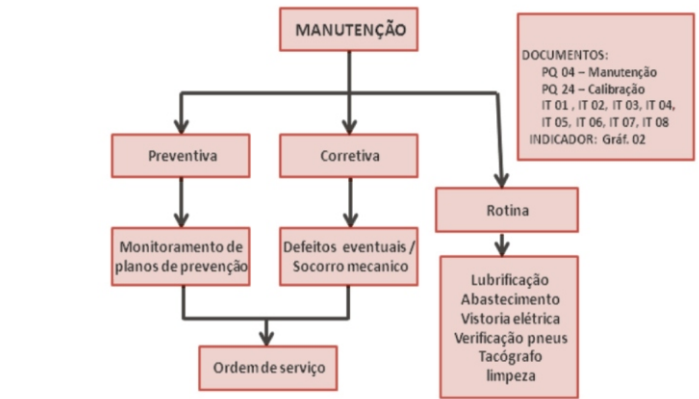 MANUTENÇÃO
DOCUMENTOS:
PQ 04 – Manutenção
PQ 24 – Calibração
IT 01 , IT 02, IT 03, IT 04,
IT 05, IT 06, IT 07, IT 08
INDICADOR: Gráf. 02
Preventiva
Corretiva
Rotina
Monitoramento de
planos de prevenção
Defeitos eventuais /
Socorro mecanico
Lubrificação
Abastecimento
Vistoria elétrica
Verificação pneus
Tacógrafo
limpeza
Ordem de serviço